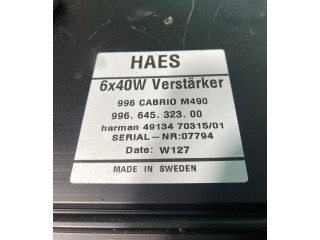 HAES
6x40W Verstärker
996 CABRIO M490
996. 645. 323. 00
harman 49134 70315/01
SERIAL-NR:07794
Date: W127
MADE IN SWEDEN